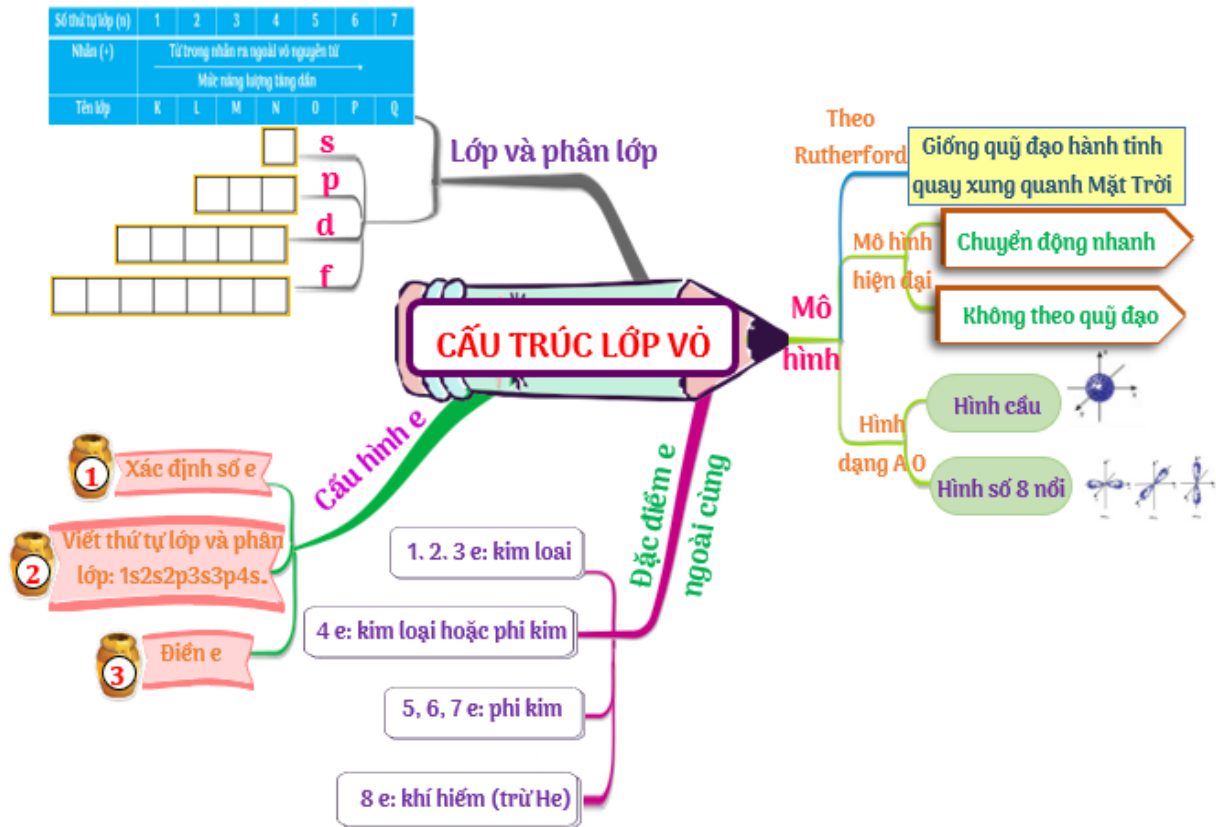 Số thứ tự lớp (n) 1 2 3 4 5 6 7
Nhân (+) Từ trong nhân ra ngoài vỏ nguyên tử
Mức năng lượng tăng dần
Tên lớp K L M N O P Q
s
p
d
f
Lớp và phân lớp
CẤU TRÚC LỚP VỎ
Mô
hình
Theo
Rutherford
Giống quỹ đạo hành tinh
quay xung quanh Mặt Trời
Mô hình
hiện đại
Chuyển động nhanh
Không theo quỹ đạo
Hình
dạng AO
Hình cầu
Hình số 8 nổi
Cấu hình e
1
Xác định số e
2
Viết thứ tự lớp và phân
lớp: 1s2s2p3s3p4s..
3
Điền e
Đặc điểm e
ngoài cùng
1. 2. 3 e: kim loai
4 e: kim loại hoặc phi kim
5, 6, 7 e: phi kim
8 e: khí hiếm (trừ He)